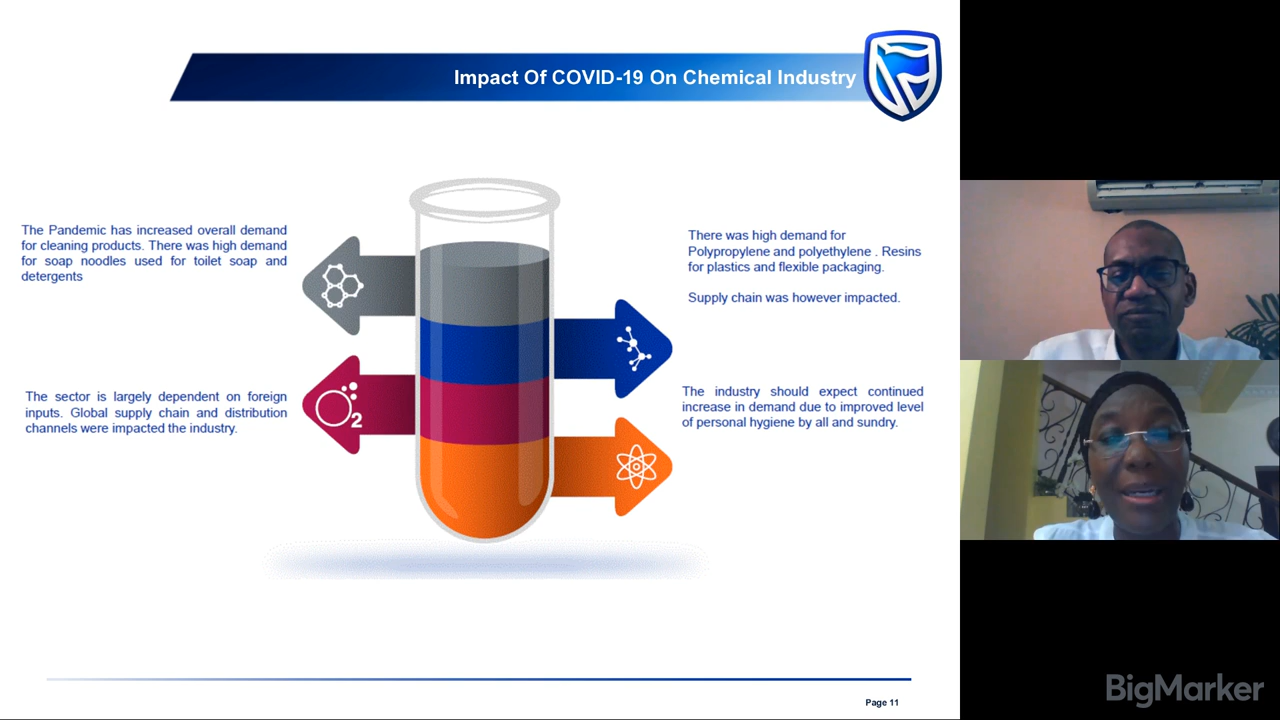 Impact Of COVID-19 On Chemical Industry
The Pandemic has increased overall demand
for cleaning products. There was high demand
for soap noodles used for toilet soap and
detergents
There was high demand for
Polypropylene and polyethylene . Resins
for plastics and flexible packaging.
Supply chain was however impacted.
O2
The sector is largely dependent on foreign
inputs. Global supply chain and distribution
channels were impacted the industry.
The industry should expect continued
increase in demand due to improved level
of personal hygiene by all and sundry.
Page 11
BigMarker